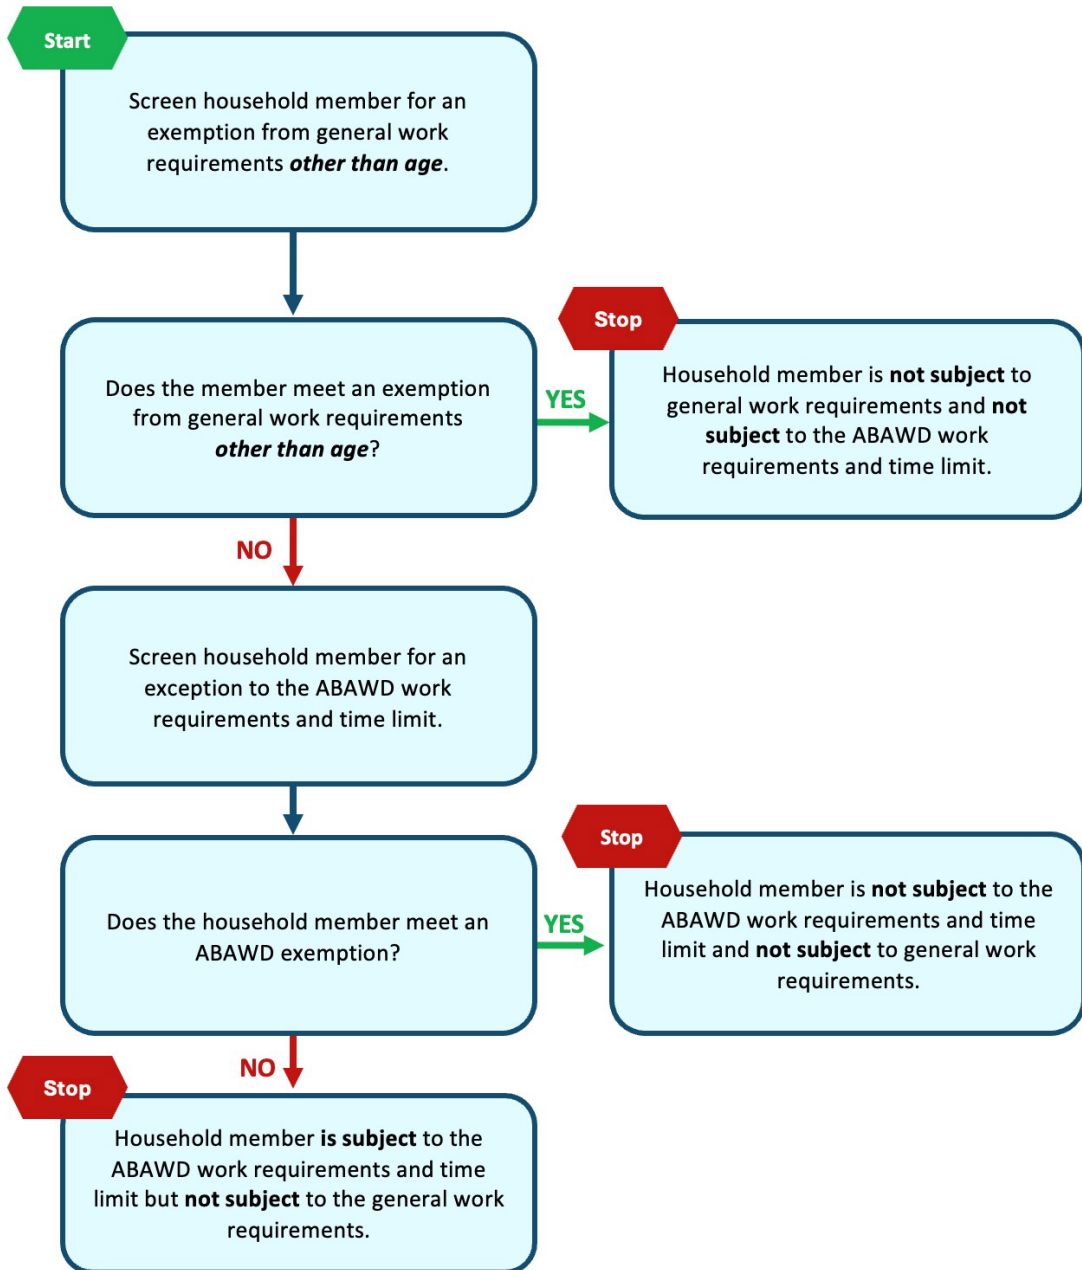 Start
Screen household member for an
exemption from general work
requirements other than age.
Does the member meet an exemption
from general work requirements
other than age?
YES
Stop
Household member is not subject to
general work requirements and not
subject to the ABAWD work
requirements and time limit.
NO
Screen household member for an
exception to the ABAWD work
requirements and time limit.
Does the household member meet an
ABAWD exemption?
YES
Stop
Household member is not subject to the
ABAWD work requirements and time
limit and not subject to general work
requirements.
NO
Stop
Household member is subject to the
ABAWD work requirements and time
limit but not subject to the general work
requirements.